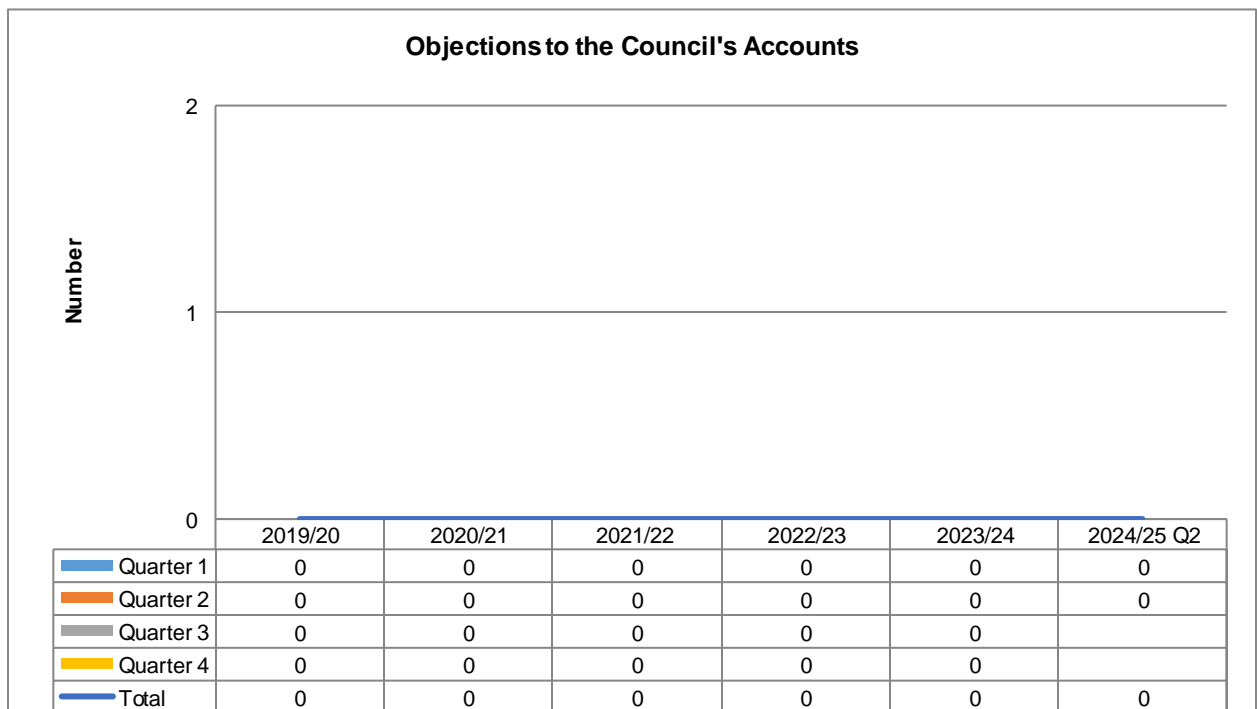 Objections to the Council's Accounts
2
Number
1
0
2019/20 2020/21 2021/22 2022/23 2023/24 2024/25 Q2
Quarter 1 0 0 0 0 0 0
Quarter 2 0 0 0 0 0 0
Quarter 3 0 0 0 0 0
Quarter 4 0 0 0 0 0
Total 0 0 0 0 0 0